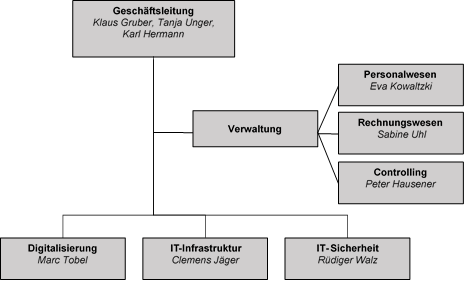 Geschäftsleitung
Klaus Gruber, Tanja Unger,
Karl Hermann
Personalwesen
Eva Kowaltzki
Verwaltung
Rechnungswesen
Sabine Uhl
Controlling
Peter Hausener
Digitalisierung
Marc Tobel
IT-Infrastruktur
Clemens Jäger
IT-Sicherheit
Rüdiger Walz